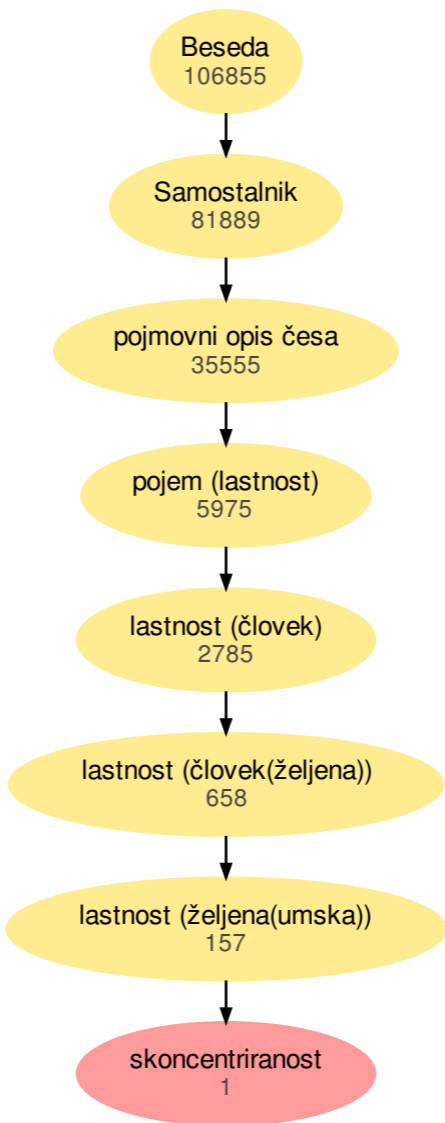 Beseda
106855
Samostalnik
81889
pojmovni opis česa
35555
pojem (lastnost)
5975
lastnost (človek)
2785
lastnost (človek(željena))
658
lastnost (željena(umska))
157
skoncentriranost
1